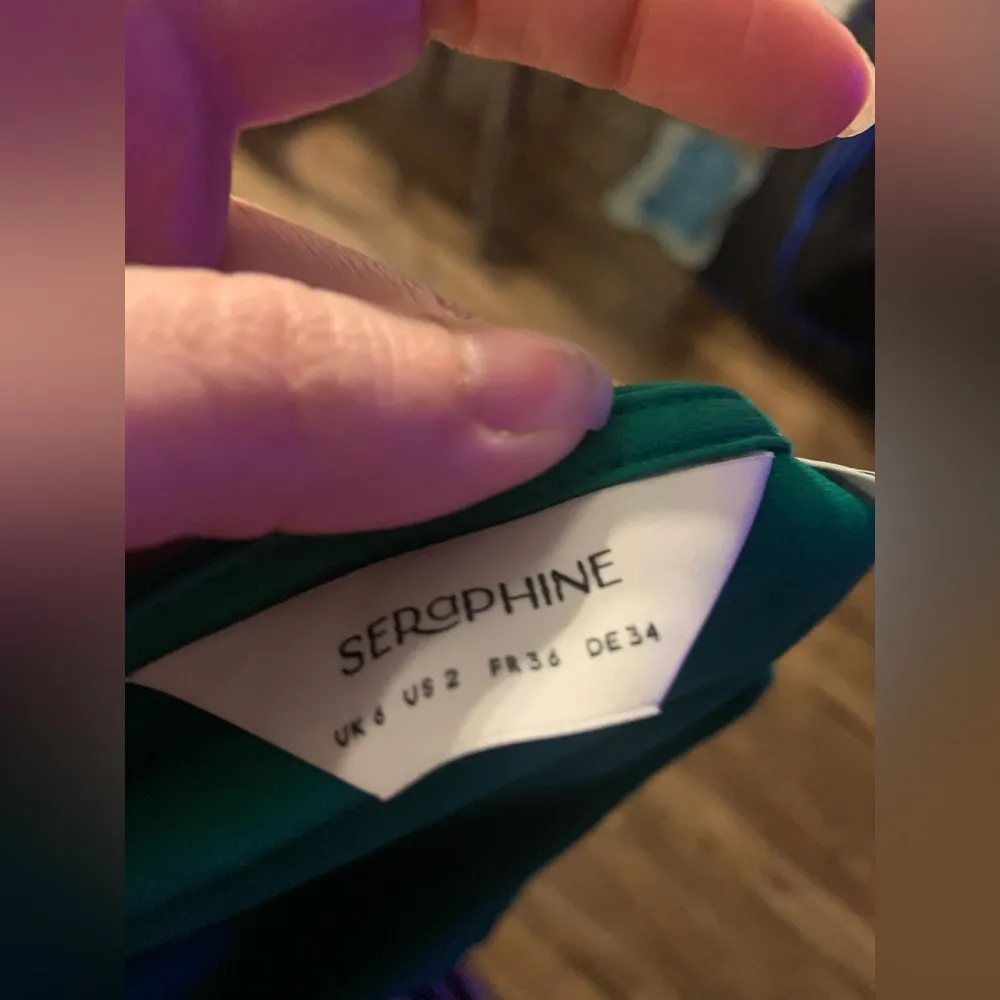 SERaPHINE
UK 6 US 2 FR 36 DE 34